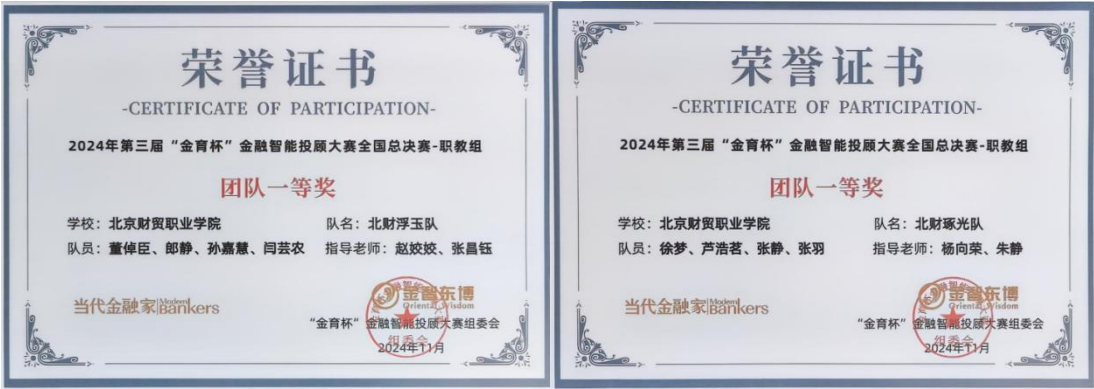 荣誉证书
-CERTIFICATE OF PARTICIPATION-
2024年第三届“金育杯”金融智能投顾大赛全国总决赛-职教组
团队一等奖
学校：北京财贸职业学院 队名：北财浮玉队
队员：董倬臣、郎静、孙嘉慧、闫芸农 指导老师：赵姣姣、张昌钰
当代金融家 Modern Bankers
金智东博
Oriental Wisdom
“金育杯”金融智能投顾大赛组委会
组委会
2024年11月
荣誉证书
-CERTIFICATE OF PARTICIPATION-
2024年第三届“金育杯”金融智能投顾大赛全国总决赛-职教组
团队一等奖
学校：北京财贸职业学院 队名：北财琢光队
队员：徐梦、芦浩茗、张静、张羽 指导老师：杨向荣、朱静
当代金融家 Modern Bankers
金智东博
Oriental Wisdom
“金育杯”金融智能投顾大赛组委会
组委会
2024年11月